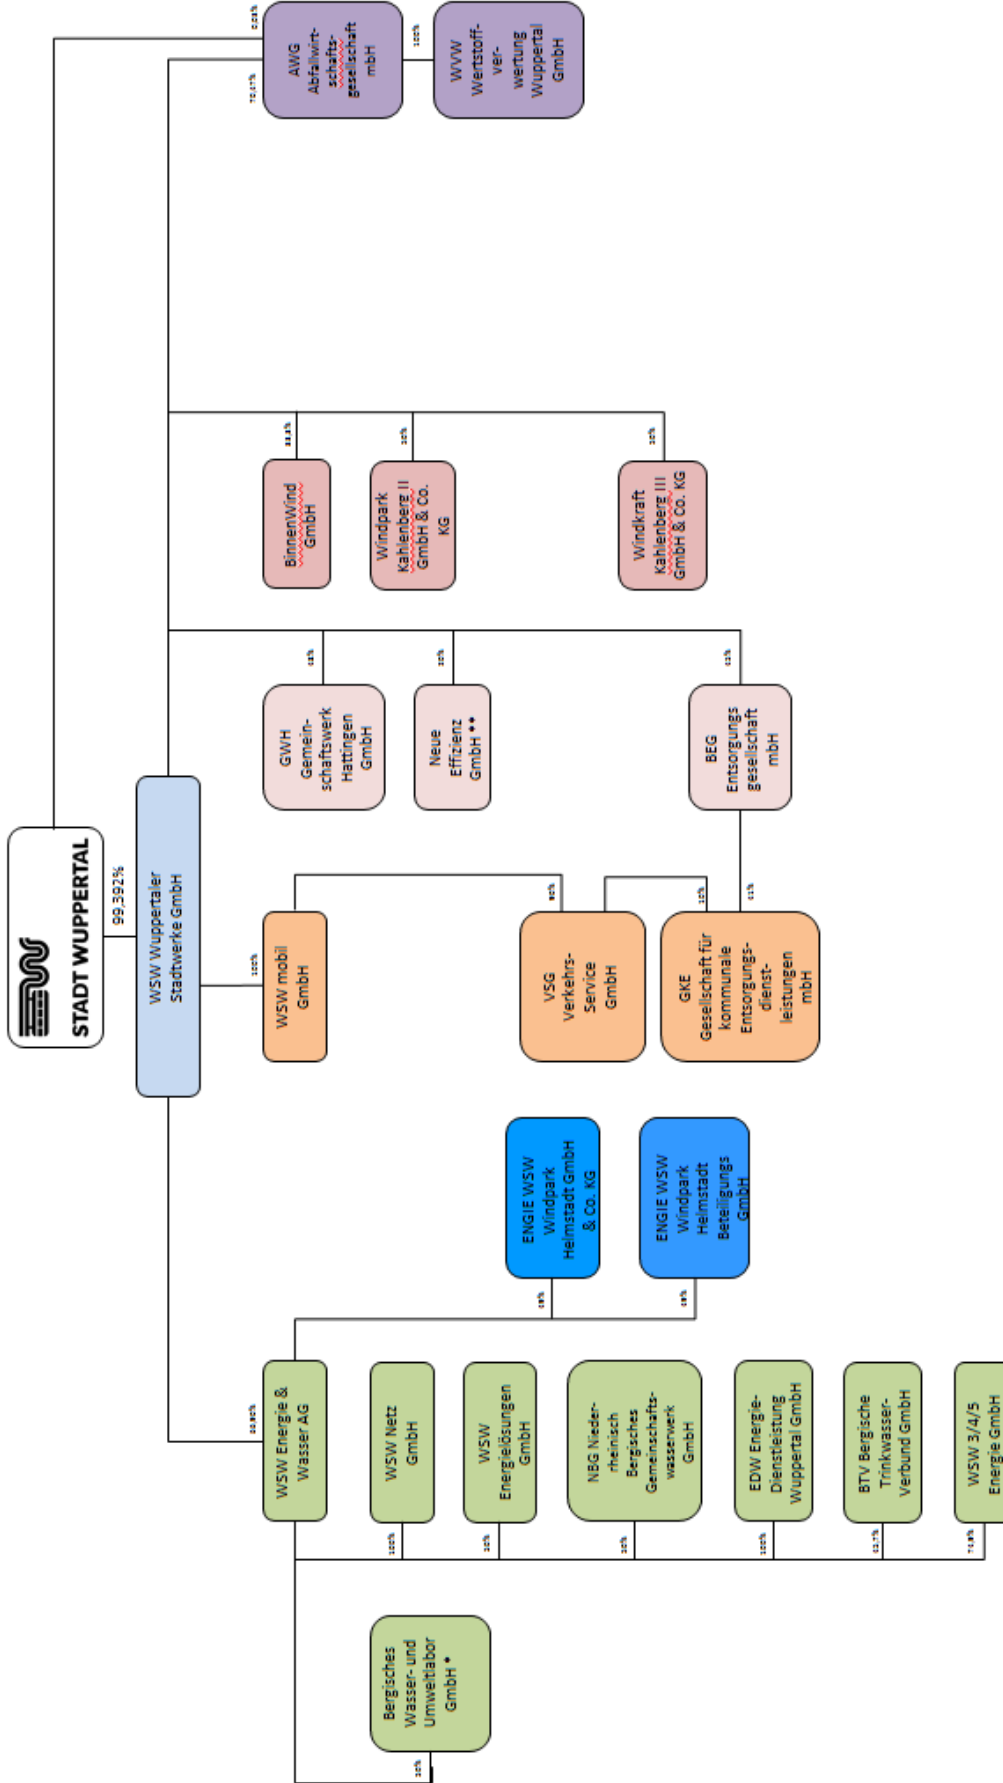 STADT WUPPERTAL
99,392%
WSW Wuppertaler
Stadtwerke GmbH
WSW Energie &
Wasser AG
WSW Netz
GmbH
100%
WSW
Energielösungen
GmbH
NBG Nieder-
rheinisch
Bergisches
Gemeinschafts-
wasserwerk
GmbH
EDW Energie-
Dienstleistung
Wuppertal GmbH
100%
BTV Bergische
Trinkwasser-
Verbund GmbH
WSW 3/4/5
Energie GmbH
Bergisches
Wasser- und
Umweltlabor
GmbH *
ENGIE WSW
Windpark
Helmstadt GmbH
& Co. KG
ENGIE WSW
Windpark
Helmstadt
Beteiligungs
GmbH
100%
WSW mobil
GmbH
VSG
Verkehrs-
Service
GmbH
GKE
Gesellschaft für
kommunale
Entsorgungs-
dienst-
leistungen
mbH
GWH
Gemein-
schaftswerk
Hattingen
GmbH
Neue
Effizienz
GmbH **
BEG
Entsorgungs
gesellschaft
mbH
BinnenWind
GmbH
Windpark
Kahlenberg II
GmbH & Co.
KG
Windkraft
Kahlenberg III
GmbH & Co. KG
AWG
Abfallwirt-
schafts-
gesellschaft
mbH
100%
WVW
Wertstoff-
ver-
wertung
Wuppertal
GmbH